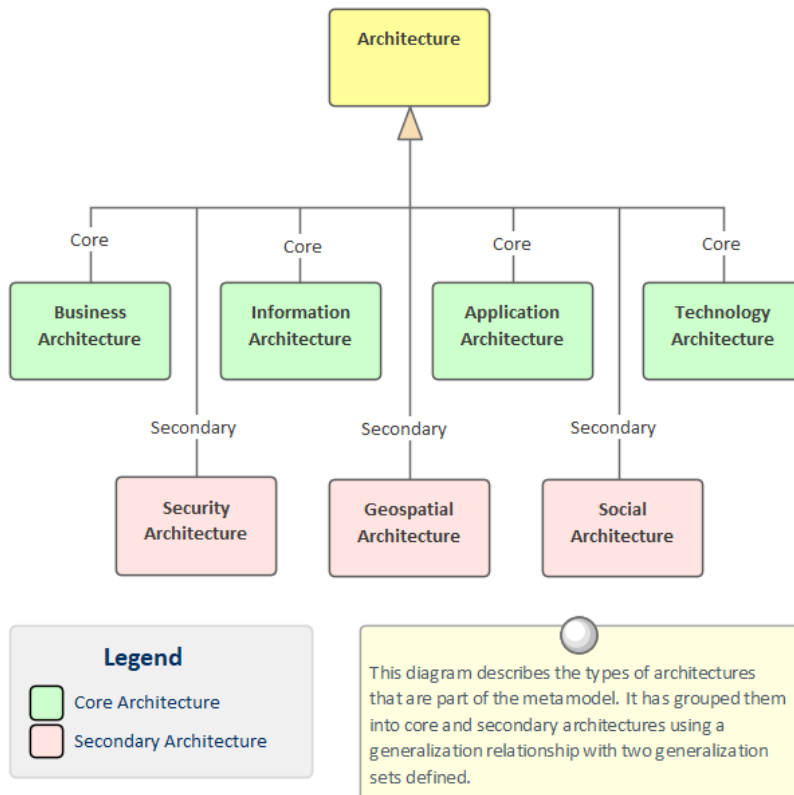 Architecture
Core
Core
Core
Core
Business
Architecture
Information
Architecture
Application
Architecture
Technology
Architecture
Secondary
Secondary
Secondary
Security
Architecture
Geospatial
Architecture
Social
Architecture
Legend
Core Architecture
Secondary Architecture
This diagram describes the types of architectures
that are part of the metamodel. It has grouped them
into core and secondary architectures using a
generalization relationship with two generalization
sets defined.